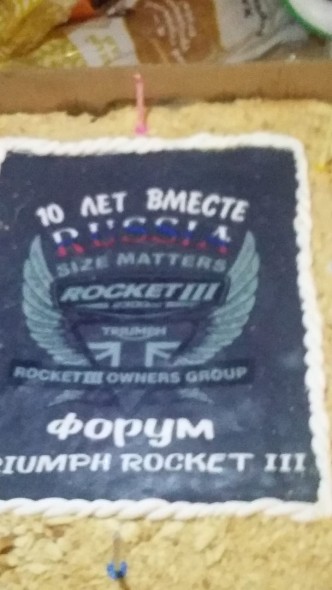 10 ЛЕТ ВМЕСТЕ
RUSSIA
SIZE MATTERS
ROCKET III
TRIUMPH
ROCKET III OWNERS GROUP
форум
RIUMPH ROCKET III